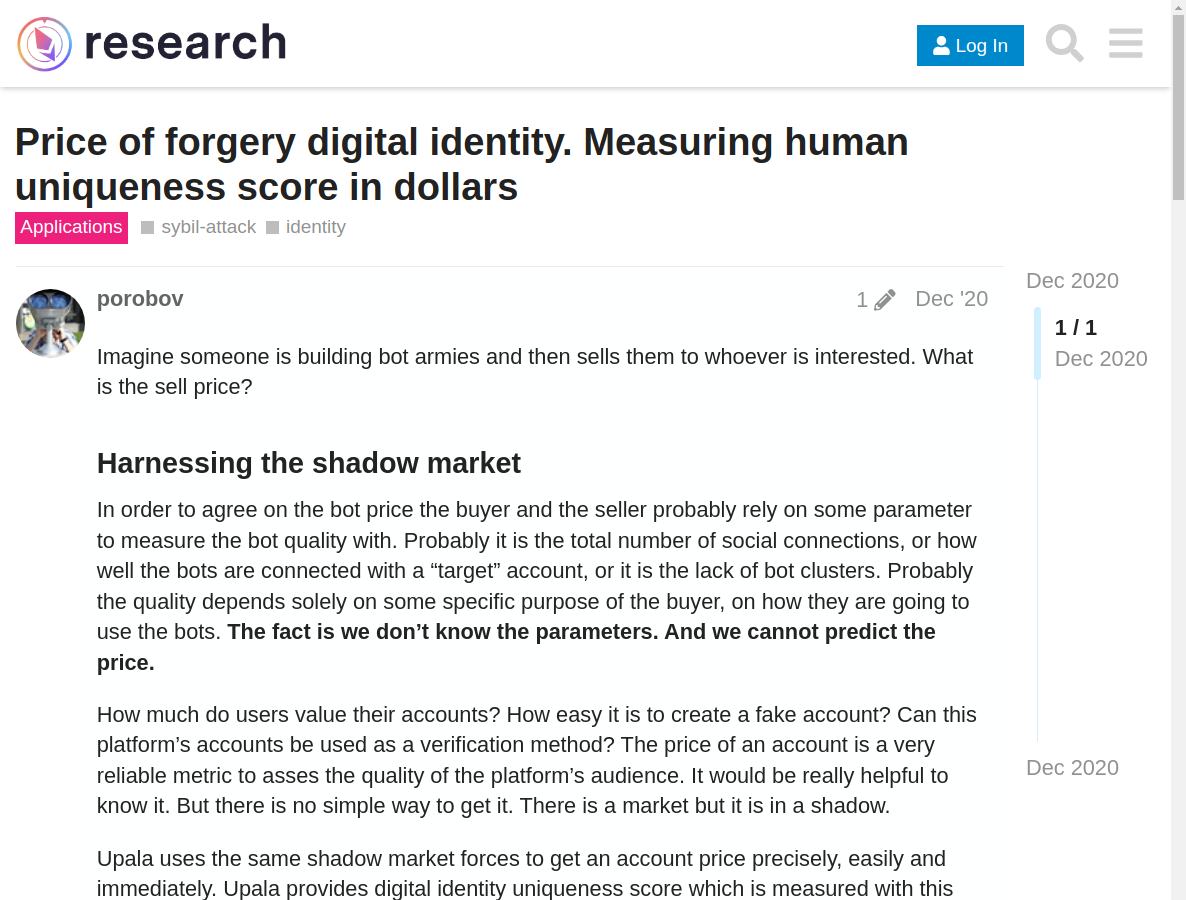 research
Log In
Price of forgery digital identity. Measuring human
uniqueness score in dollars
Applications
sybil-attack
identity
porobov
1
Dec '20
Dec 2020
1 / 1
Dec 2020
Imagine someone is building bot armies and then sells them to whoever is interested. What
is the sell price?
Harnessing the shadow market
In order to agree on the bot price the buyer and the seller probably rely on some parameter
to measure the bot quality with. Probably it is the total number of social connections, or how
well the bots are connected with a “target” account, or it is the lack of bot clusters. Probably
the quality depends solely on some specific purpose of the buyer, on how they are going to
use the bots. The fact is we don’t know the parameters. And we cannot predict the
price.
How much do users value their accounts? How easy it is to create a fake account? Can this
platform’s accounts be used as a verification method? The price of an account is a very
reliable metric to asses the quality of the platform’s audience. It would be really helpful to
know it. But there is no simple way to get it. There is a market but it is in a shadow.
Dec 2020
Upala uses the same shadow market forces to get an account price precisely, easily and
immediately. Upala provides digital identity uniqueness score which is measured with this